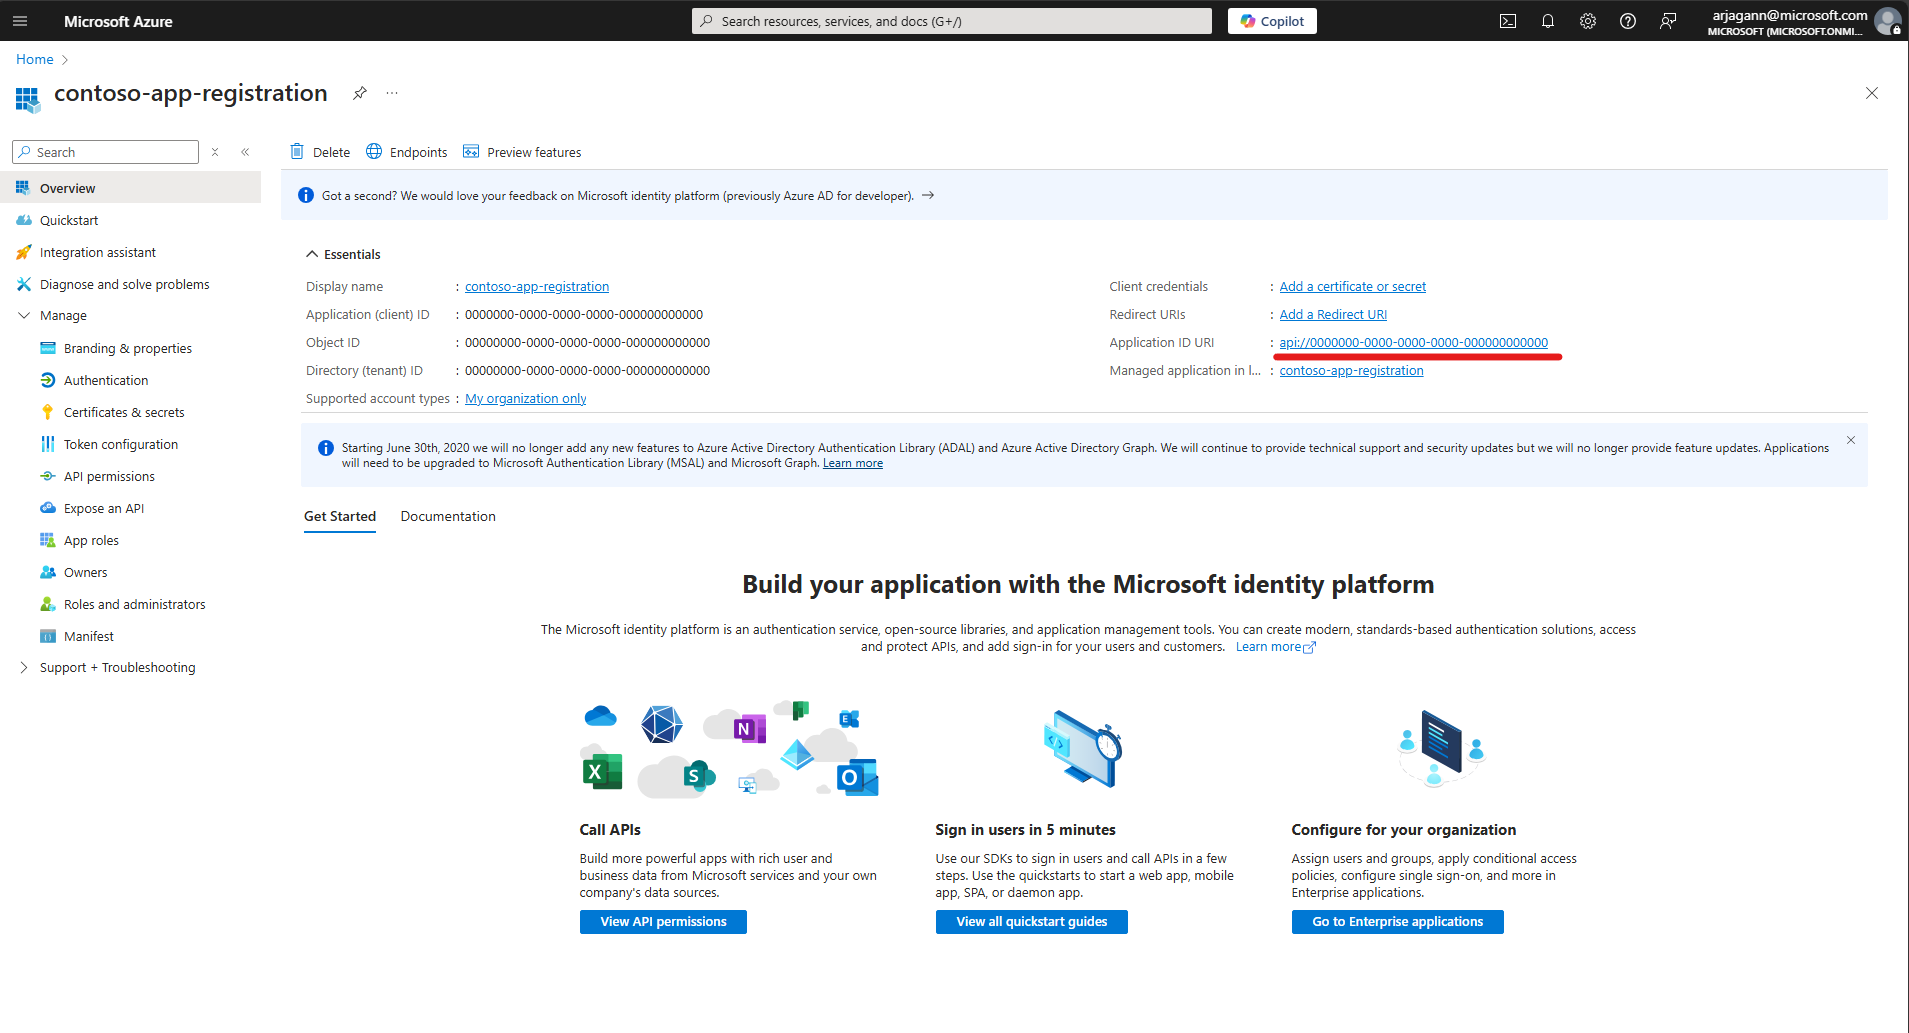 Microsoft Azure
Search resources, services, and docs (G+/)
Copilot
arjagann@microsoft.com
MICROSOFT (MICROSOFT.ONMI...
Home
contoso-app-registration
Search
Delete
Endpoints
Preview features
Overview
Quickstart
Integration assistant
Diagnose and solve problems
Manage
Branding & properties
Authentication
Certificates & secrets
Token configuration
API permissions
Expose an API
App roles
Owners
Roles and administrators
Manifest
Support + Troubleshooting
Got a second? We would love your feedback on Microsoft identity platform (previously Azure AD for developer).
Essentials
Display name : contoso-app-registration
Application (client) ID : 0000000-0000-0000-0000-000000000000
Object ID : 00000000-0000-0000-0000-000000000000
Directory (tenant) ID : 00000000-0000-0000-0000-000000000000
Supported account types : My organization only
Client credentials : Add a certificate or secret
Redirect URIs : Add a Redirect URI
Application ID URI : api://0000000-0000-0000-0000-000000000000
Managed application in l... : contoso-app-registration
Starting June 30th, 2020 we will no longer add any new features to Azure Active Directory Authentication Library (ADAL) and Azure Active Directory Graph. We will continue to provide technical support and security updates but we will no longer provide feature updates. Applications
will need to be upgraded to Microsoft Authentication Library (MSAL) and Microsoft Graph. Learn more
Get Started
Documentation
Build your application with the Microsoft identity platform
The Microsoft identity platform is an authentication service, open-source libraries, and application management tools. You can create modern, standards-based authentication solutions, access
and protect APIs, and add sign-in for your users and customers. Learn more
N
E
X
S
O
Call APIs
Build more powerful apps with rich user and
business data from Microsoft services and your own
company's data sources.
View API permissions
Sign in users in 5 minutes
Use our SDKs to sign in users and call APIs in a few
steps. Use the quickstarts to start a web app, mobile
app, SPA, or daemon app.
View all quickstart guides
Configure for your organization
Assign users and groups, apply conditional access
policies, configure single sign-on, and more in
Enterprise applications.
Go to Enterprise applications